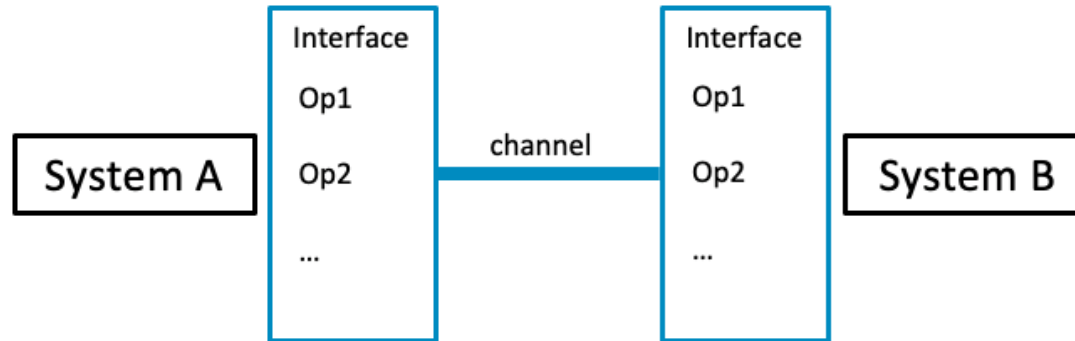 Interface
Op1
Op2
...
System A
channel
Interface
Op1
Op2
...
System B